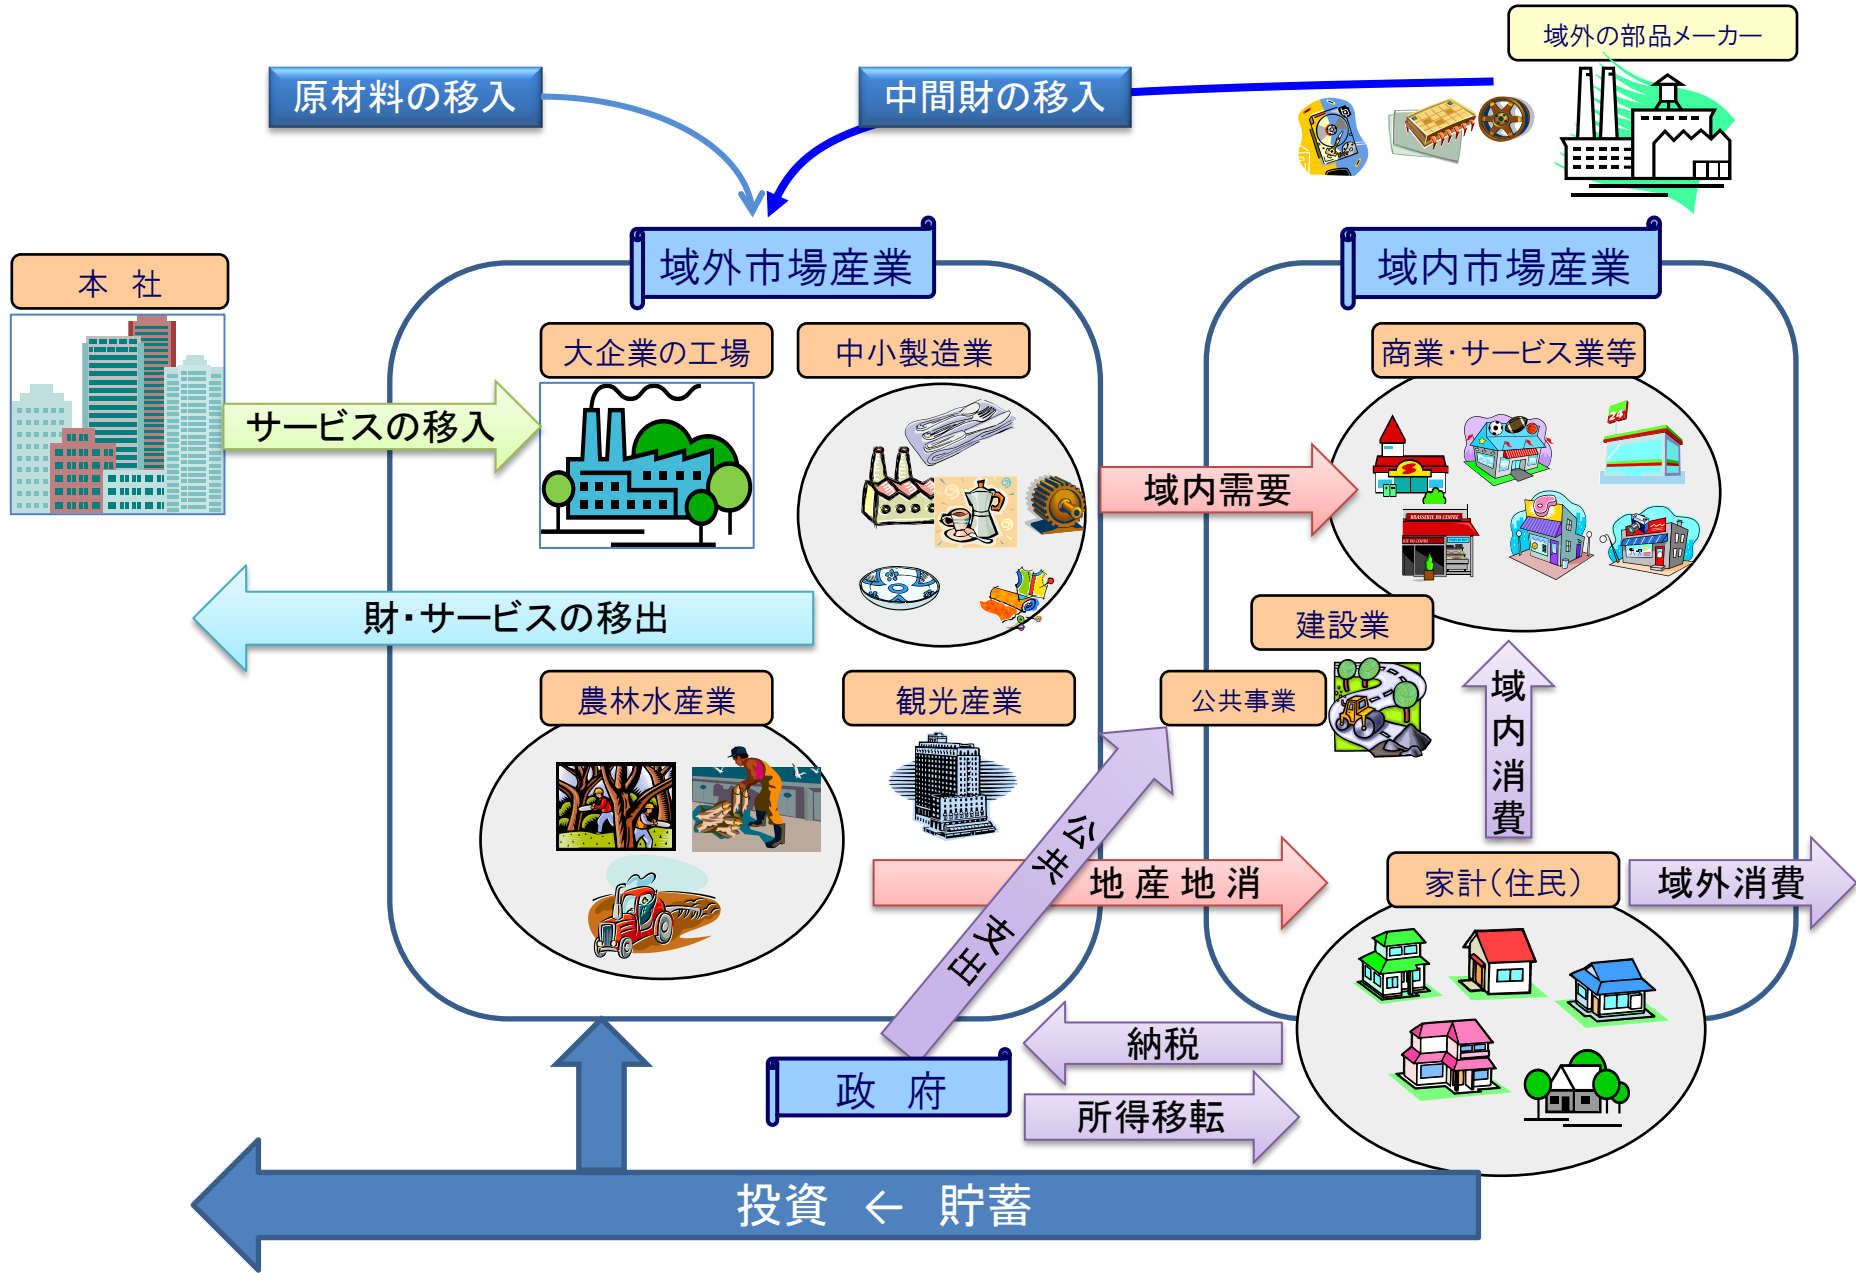 域外の部品メーカー
原材料の移入
中間財の移入
域外市場産業
域内市場産業
本 社
大企業の工場
中小製造業
商業・サービス業等
サービスの移入
域内需要
24
BRASSERIE DU CENTRE
財・サービスの移出
建設業
農林水産業
観光産業
公共事業
域内消費
公共支出
地産地消
家計(住民)
域外消費
納税
政 府
所得移転
投資 ← 貯蓄